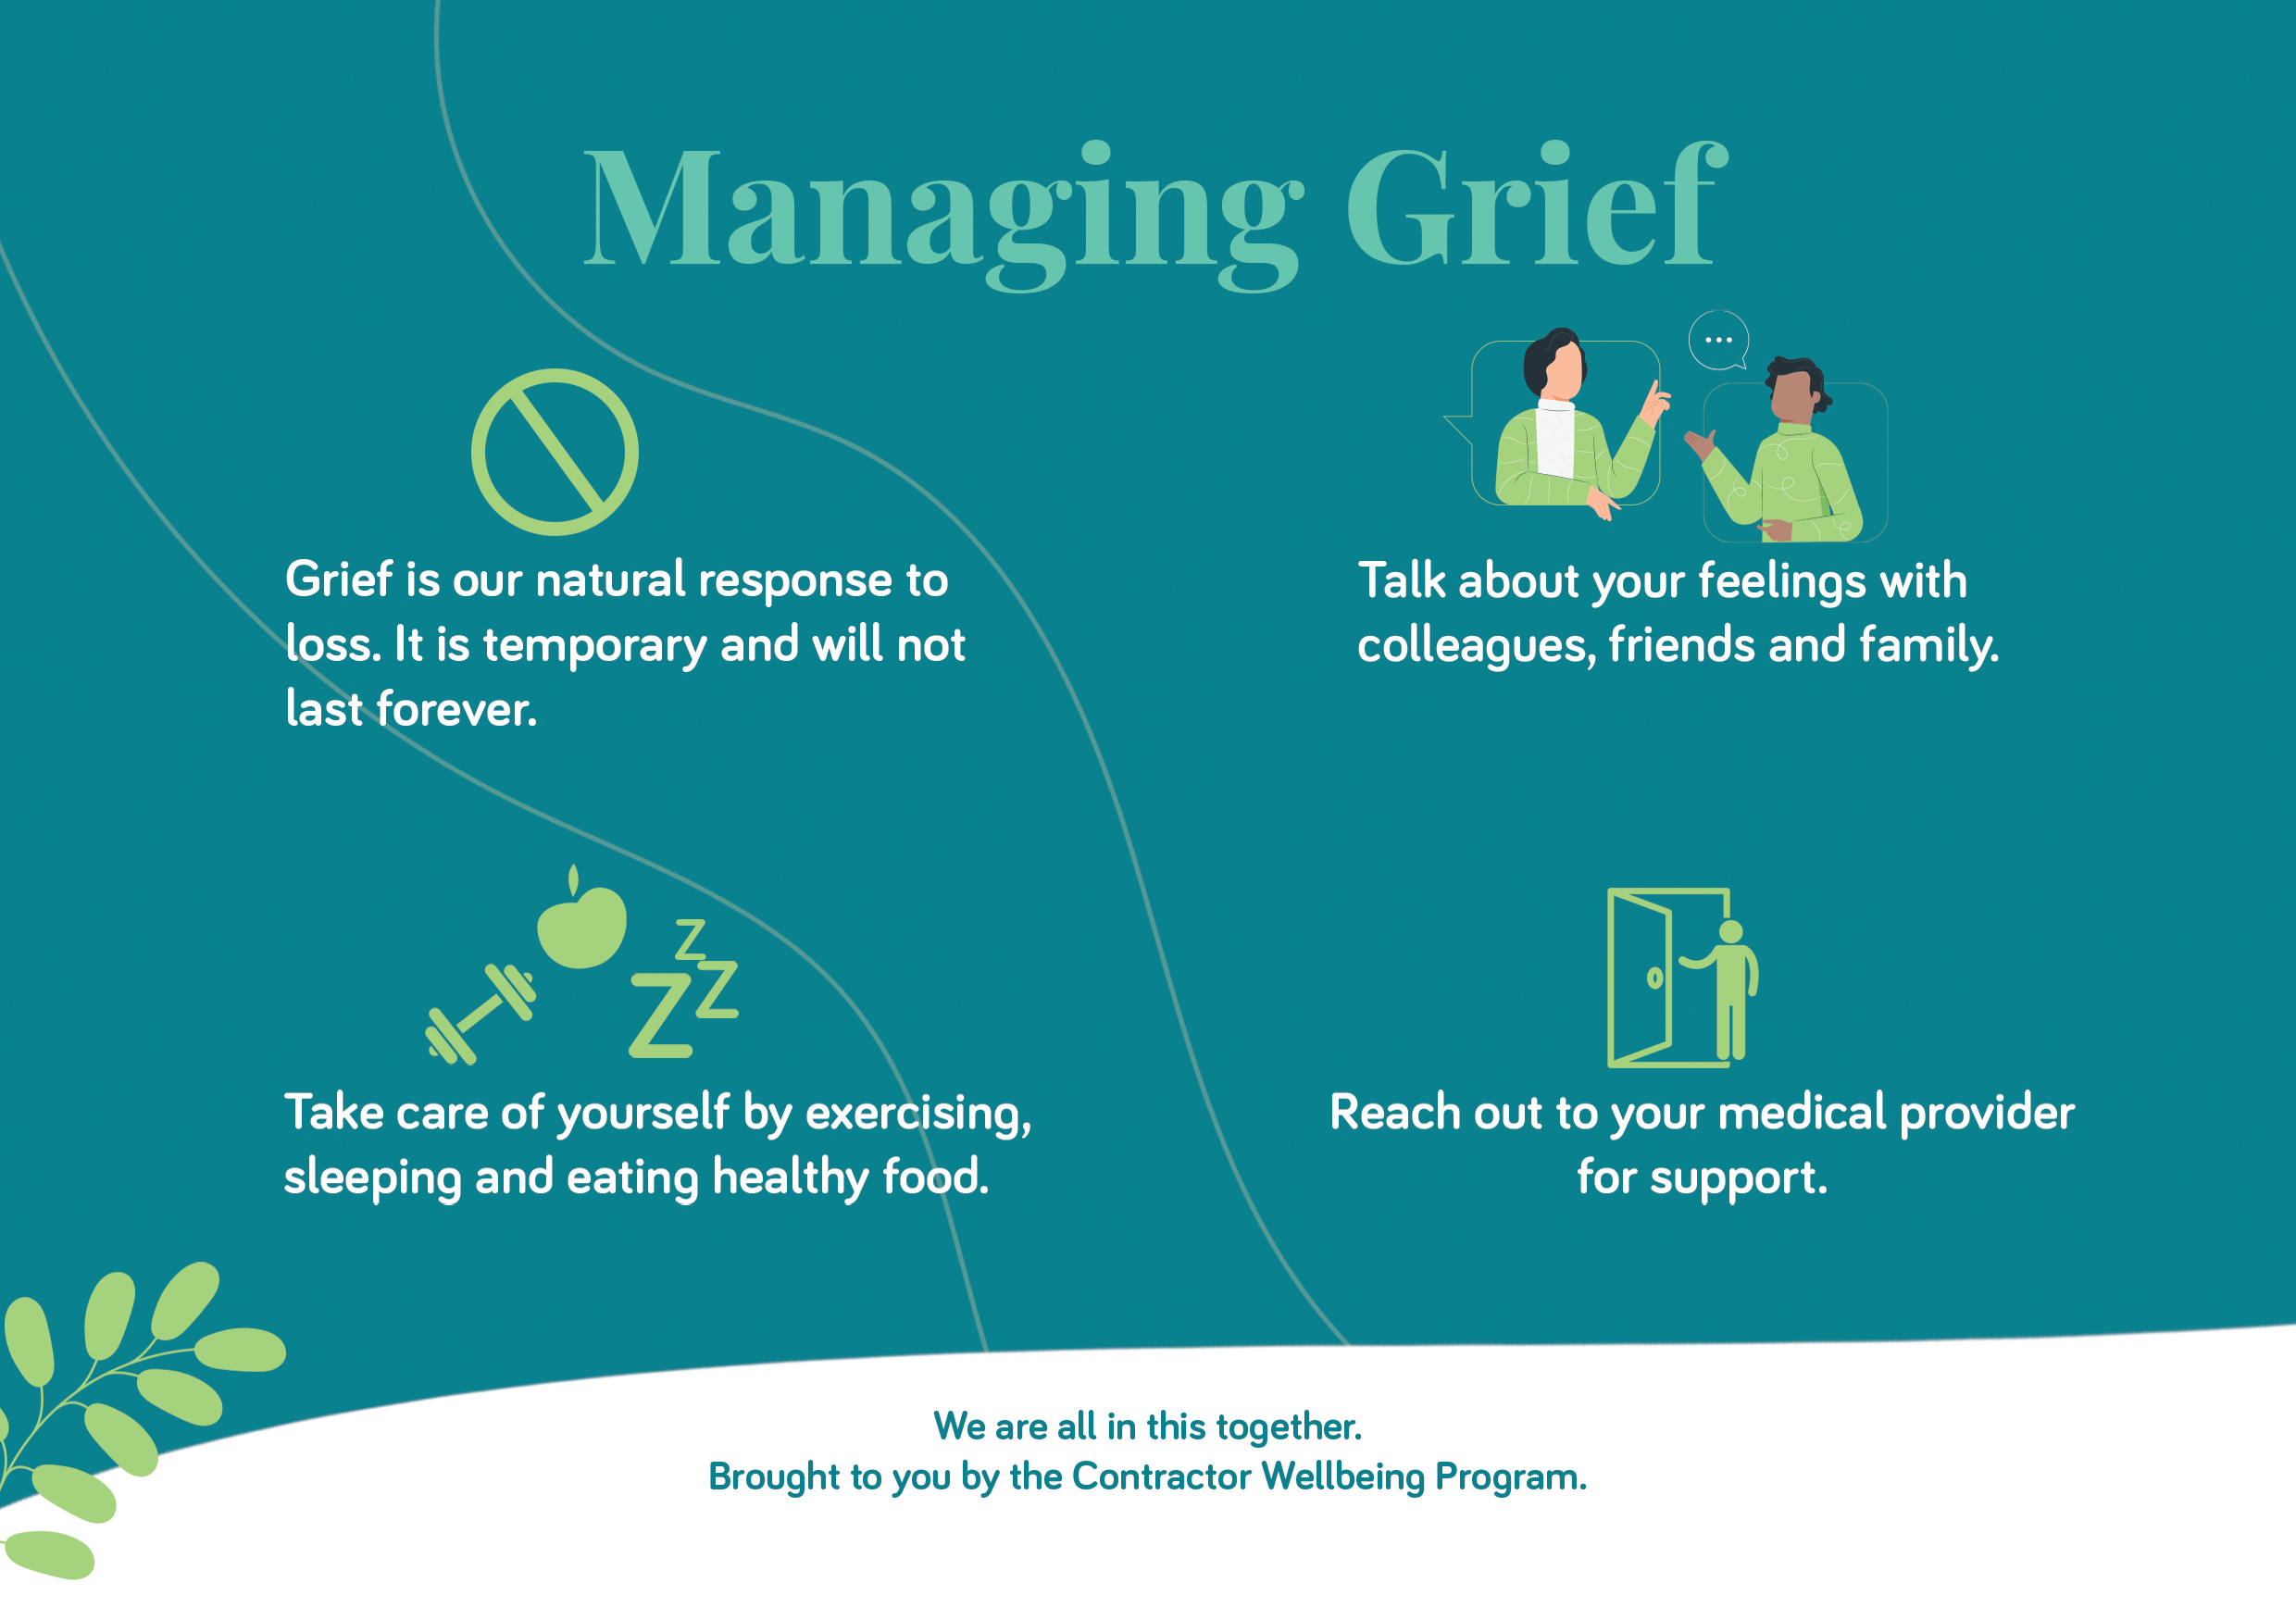 Managing Grief
Grief is our natural response to
loss. It is temporary and will not
last forever.
Talk about your feelings with
colleagues, friends and family.
z
z
z
Take care of yourself by exercising,
sleeping and eating healthy food.
Reach out to your medical provider
for support.
We are all in this together.
Brought to you by the Contractor Wellbeing Program.